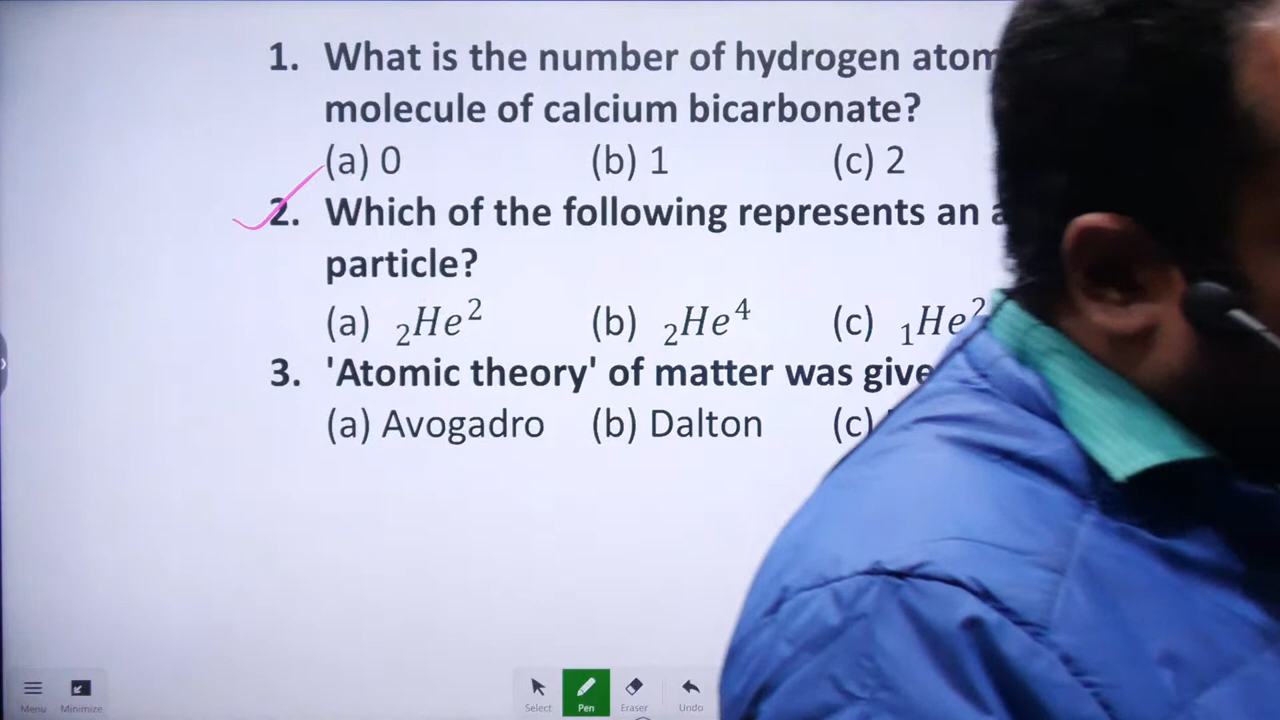 1. What is the number of hydrogen
molecule of calcium bicarbonate?
(a) 0 (b) 1 (c) 2
2. Which of the following represents an
particle?
(a) ₂He² (b) ₂He⁴ (c) ₁He²
3. 'Atomic theory' of matter was
(a) Avogadro (b) Dalton (c)
Menu Minimize Select Pen Eraser Undo